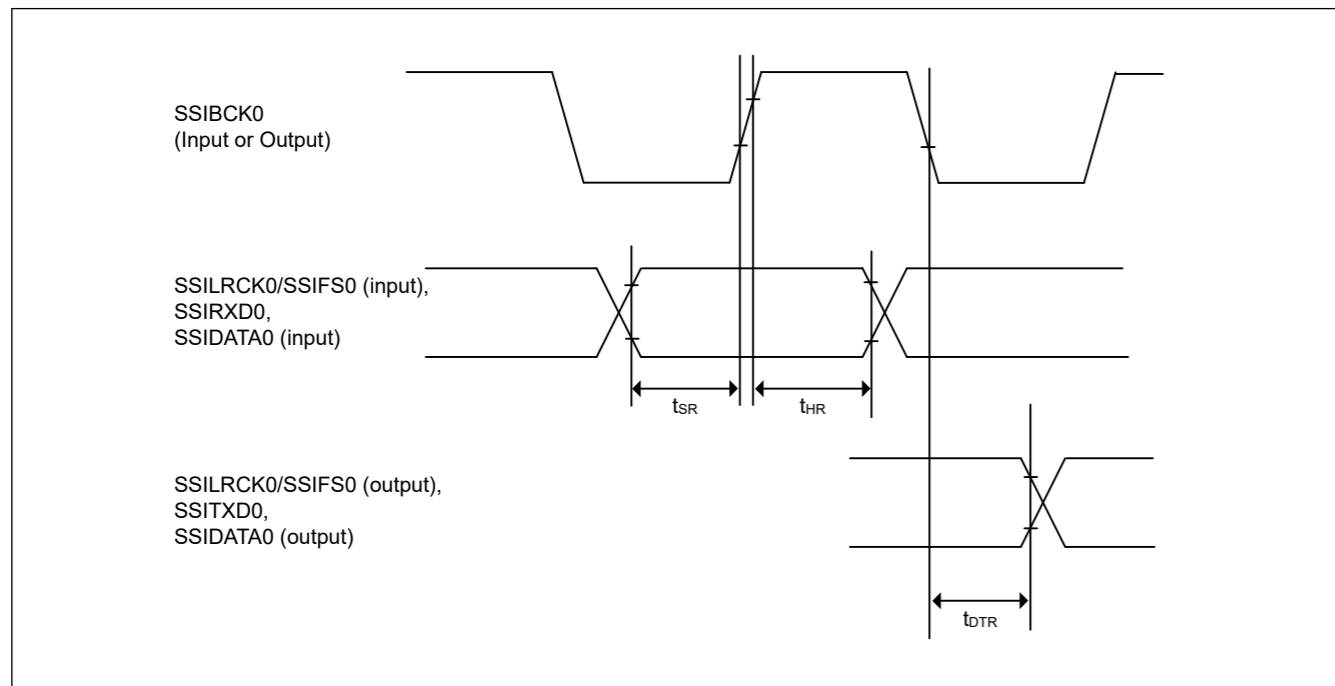 SSIBCK0
(Input or Output)
SSILRCK0/SSIFS0 (input),
SSIRXD0,
SSIDATA0 (input)
tSR
tHR
SSILRCK0/SSIFS0 (output),
SSITXD0,
SSIDATA0 (output)
tDTR